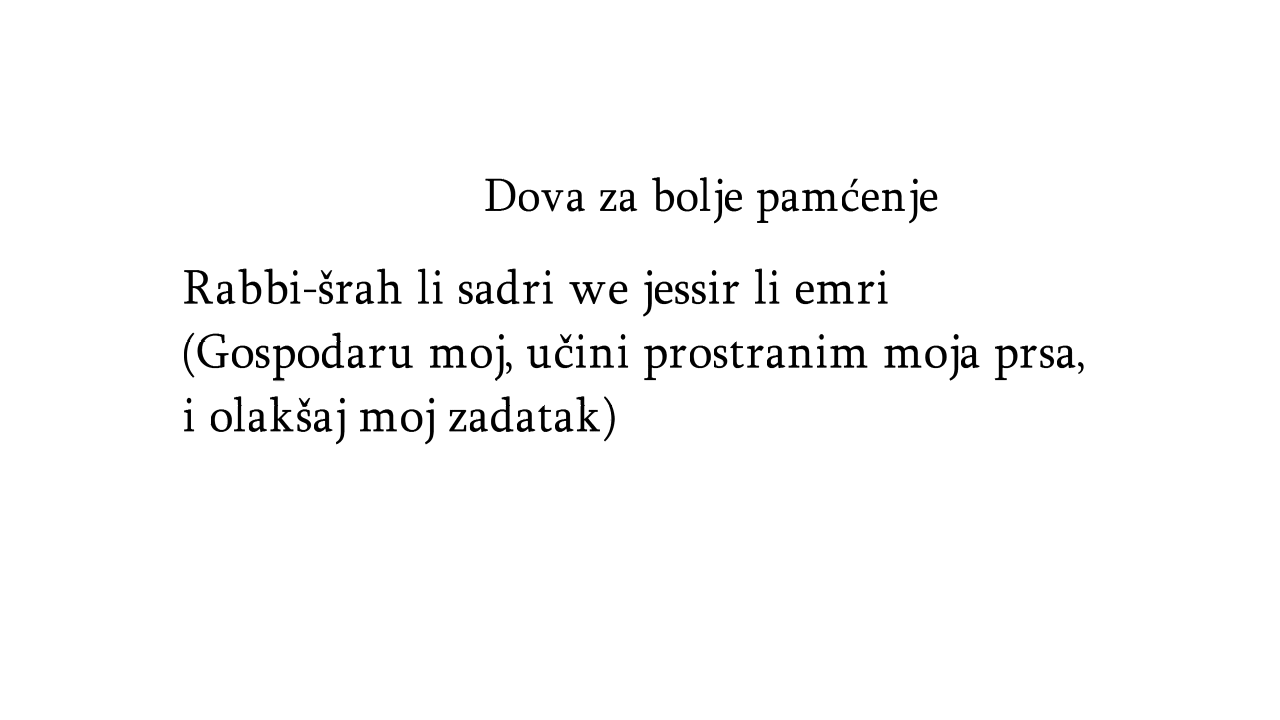 Dova za bolje pamćenje
Rabbi-šrah li sadri we jessir li emri
(Gospodaru moj, učini prostranim moja prsa,
i olakšaj moj zadatak)